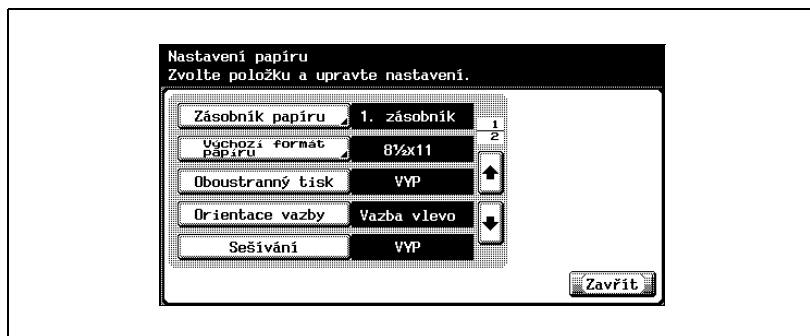 Nastavení papíru
Zvolte položku a upravte nastavení.
Zásobník papíru 1. zásobník
1
2
Výchozí formát
papíru
8½x11
Oboustranný tisk VYP
Orientace vazby Vazba vlevo
Sešívání VYP
Zavřít